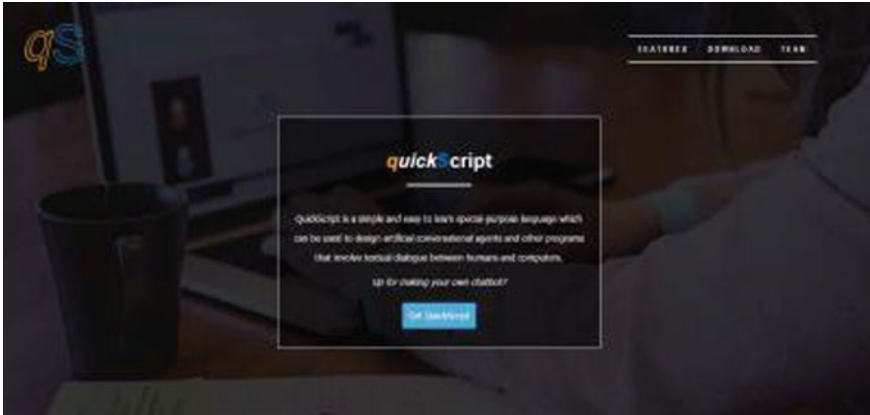 qS
FEATURES DOWNLOAD TEAM
quickScript
QuickScript is a simple and easy to learn special purpose language which
can be used to design artificial conversational agents and other programs
that involve textual dialogue between humans and computers.
Up for making your own chatbot?
Get